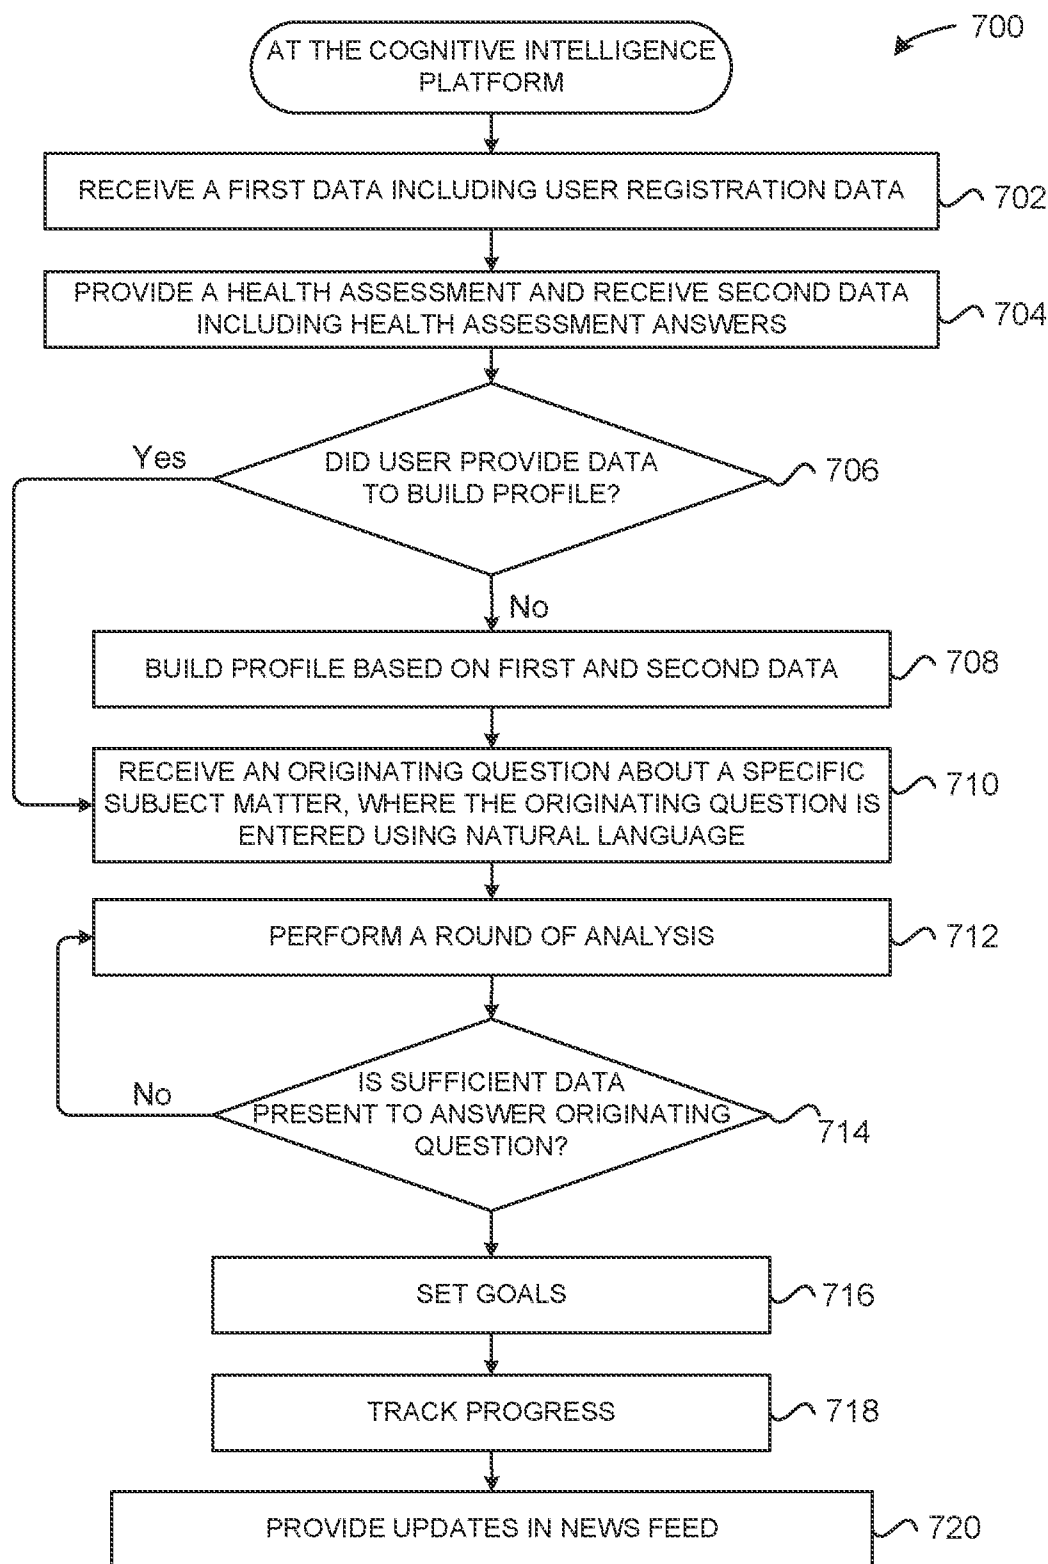 700
AT THE COGNITIVE INTELLIGENCE
PLATFORM
RECEIVE A FIRST DATA INCLUDING USER REGISTRATION DATA
702
PROVIDE A HEALTH ASSESSMENT AND RECEIVE SECOND DATA
INCLUDING HEALTH ASSESSMENT ANSWERS
704
Yes
DID USER PROVIDE DATA
TO BUILD PROFILE?
706
No
BUILD PROFILE BASED ON FIRST AND SECOND DATA
708
RECEIVE AN ORIGINATING QUESTION ABOUT A SPECIFIC
SUBJECT MATTER, WHERE THE ORIGINATING QUESTION IS
ENTERED USING NATURAL LANGUAGE
710
PERFORM A ROUND OF ANALYSIS
712
No
IS SUFFICIENT DATA
PRESENT TO ANSWER ORIGINATING
QUESTION?
714
SET GOALS
716
TRACK PROGRESS
718
PROVIDE UPDATES IN NEWS FEED
720